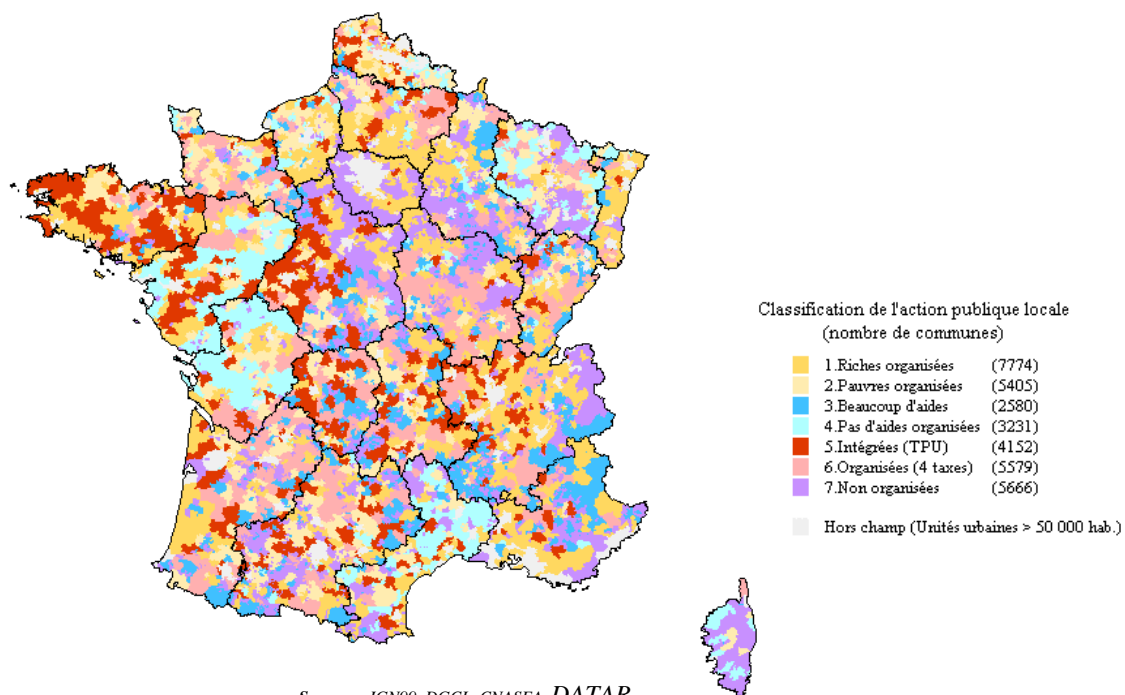 Classification de l'action publique locale
(nombre de communes)
1.Riches organisées (7774)
2.Pauvres organisées (5405)
3.Beaucoup d'aides (2580)
4.Pas d'aides organisées (3231)
5.Intégrées (TPU) (4152)
6.Organisées (4 taxes) (5579)
7.Non organisées (5666)
Hors champ (Unités urbaines > 50 000 hab.)
DATAR